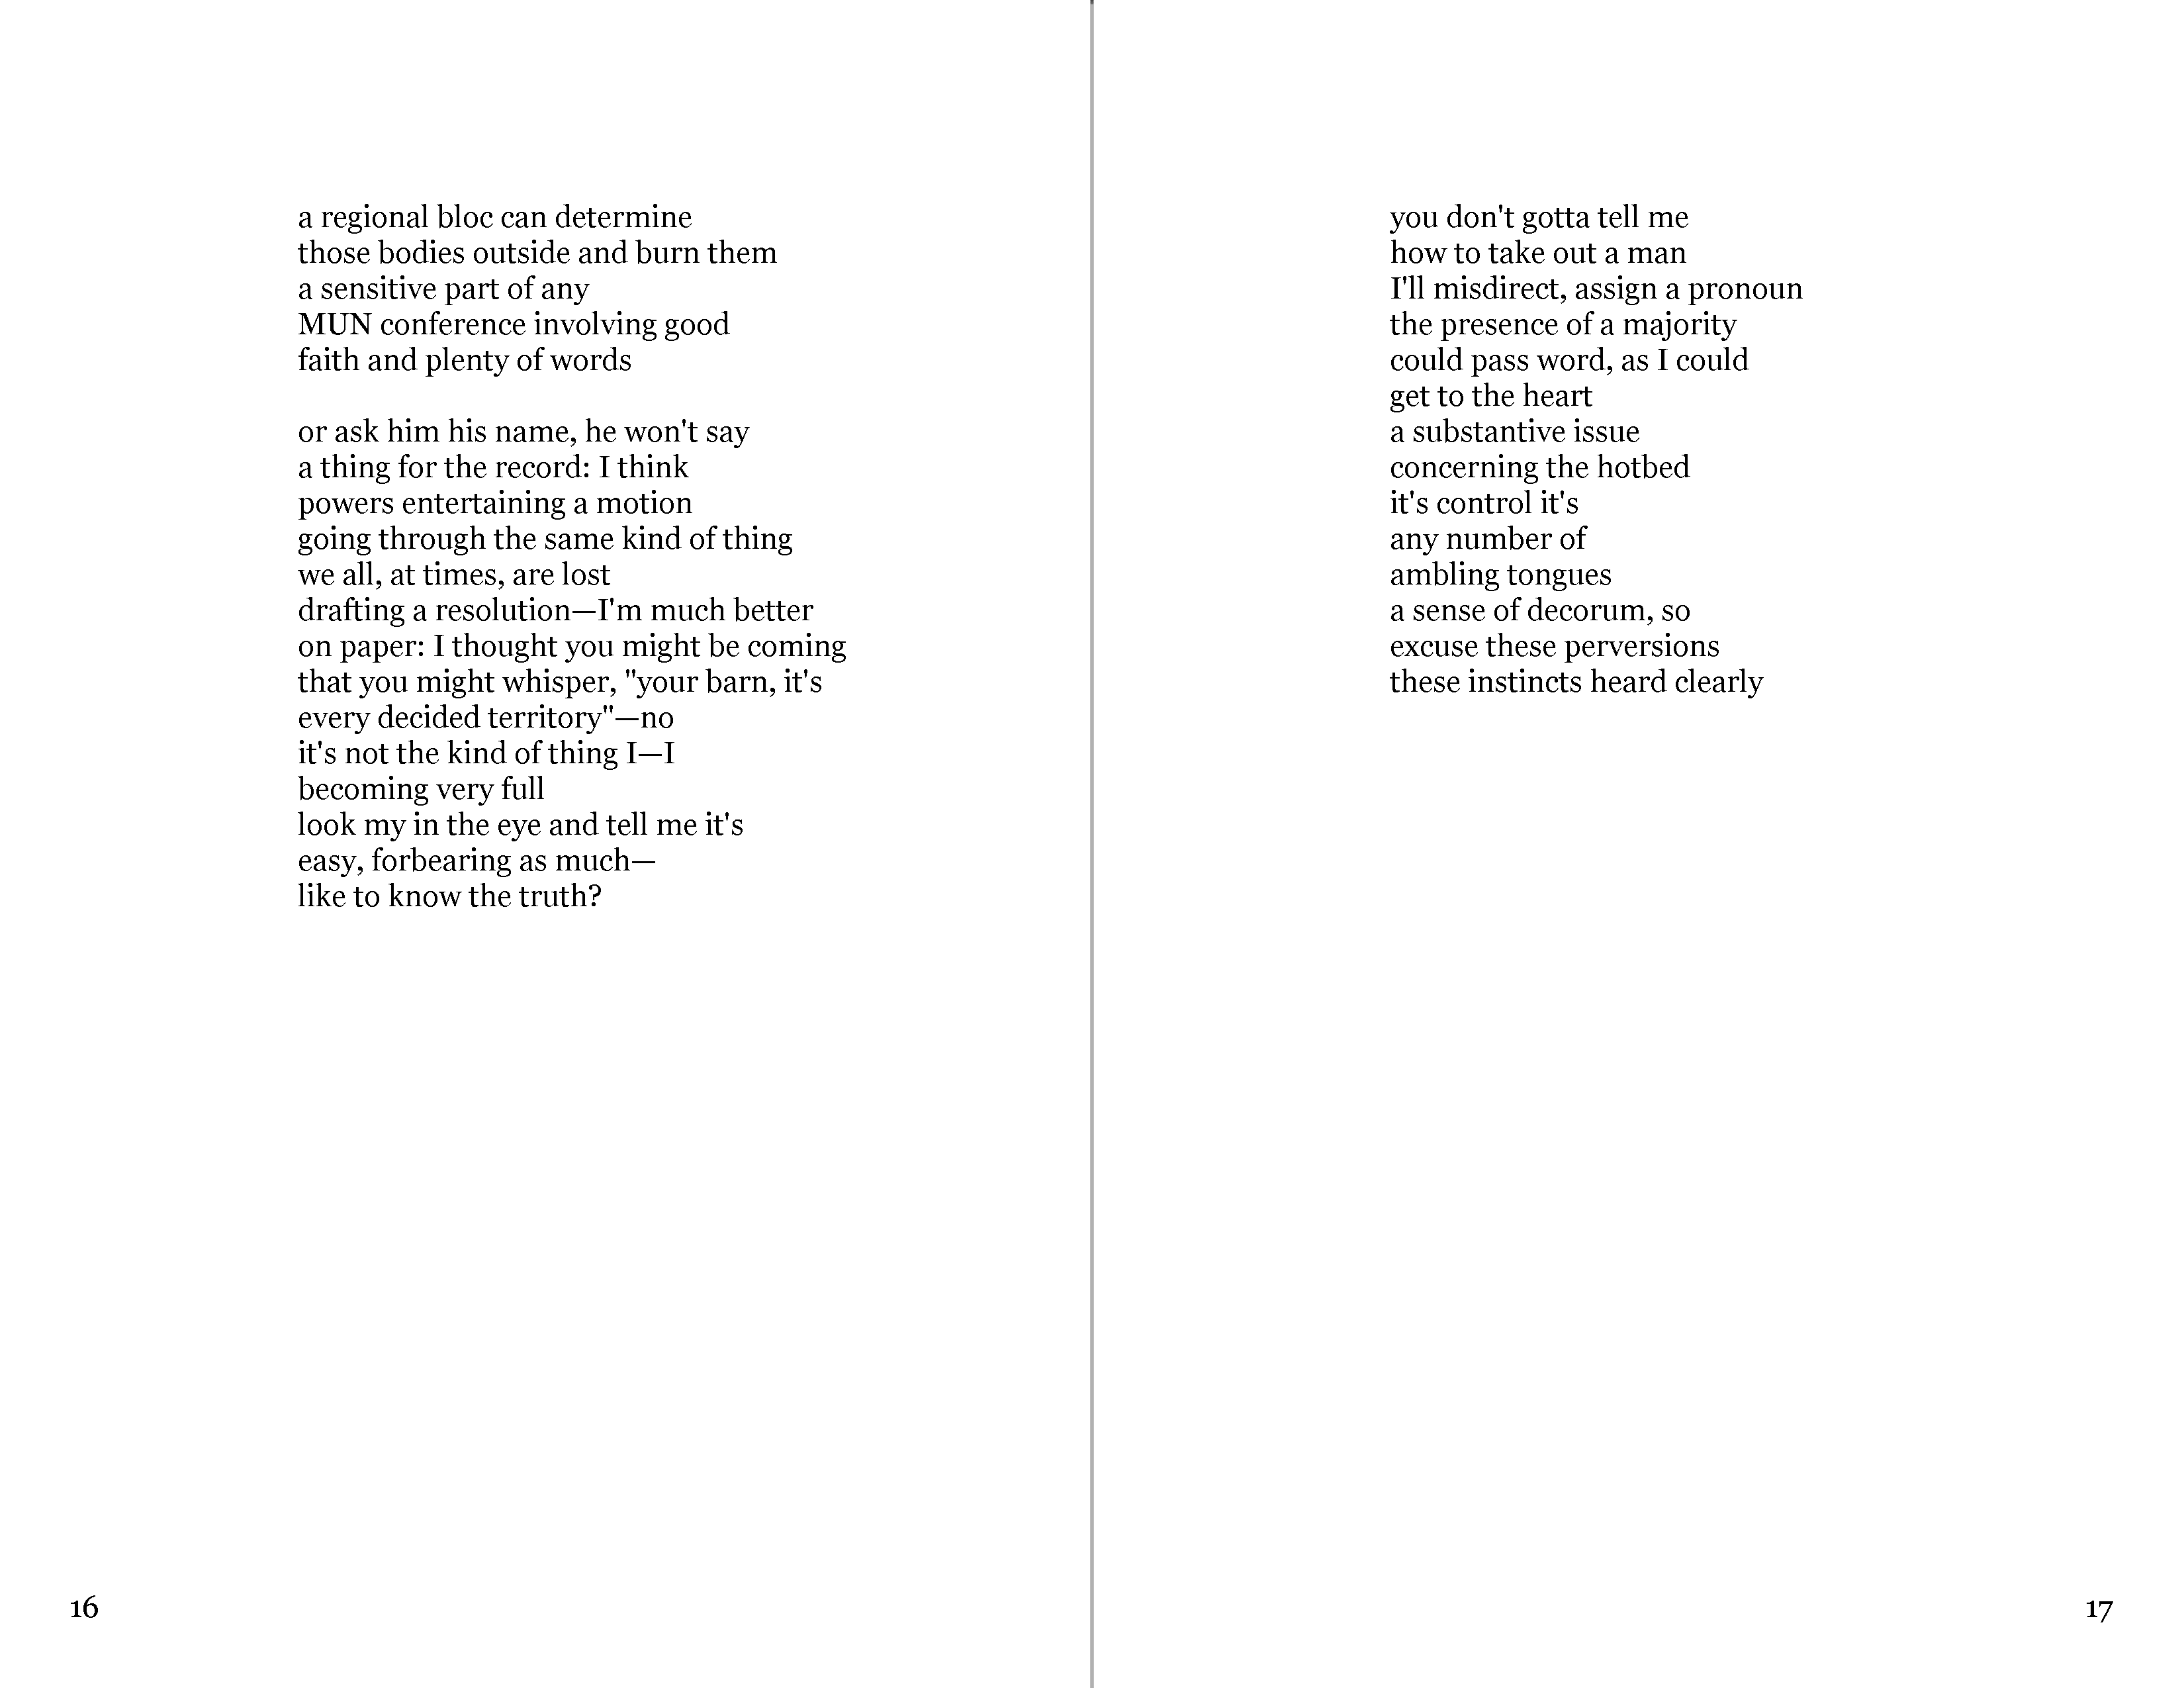 a regional bloc can determine
those bodies outside and burn them
a sensitive part of any
MUN conference involving good
faith and plenty of words

or ask him his name, he won't say
a thing for the record: I think
powers entertaining a motion
going through the same kind of thing
we all, at times, are lost
drafting a resolution—I'm much better
on paper: I thought you might be coming
that you might whisper, "your barn, it's
every decided territory"—no
it's not the kind of thing I—I
becoming very full
look my in the eye and tell me it's
easy, forbearing as much—
like to know the truth?

16

you don't gotta tell me
how to take out a man
I'll misdirect, assign a pronoun
the presence of a majority
could pass word, as I could
get to the heart
a substantive issue
concerning the hotbed
it's control it's
any number of
ambling tongues
a sense of decorum, so
excuse these perversions
these instincts heard clearly

17